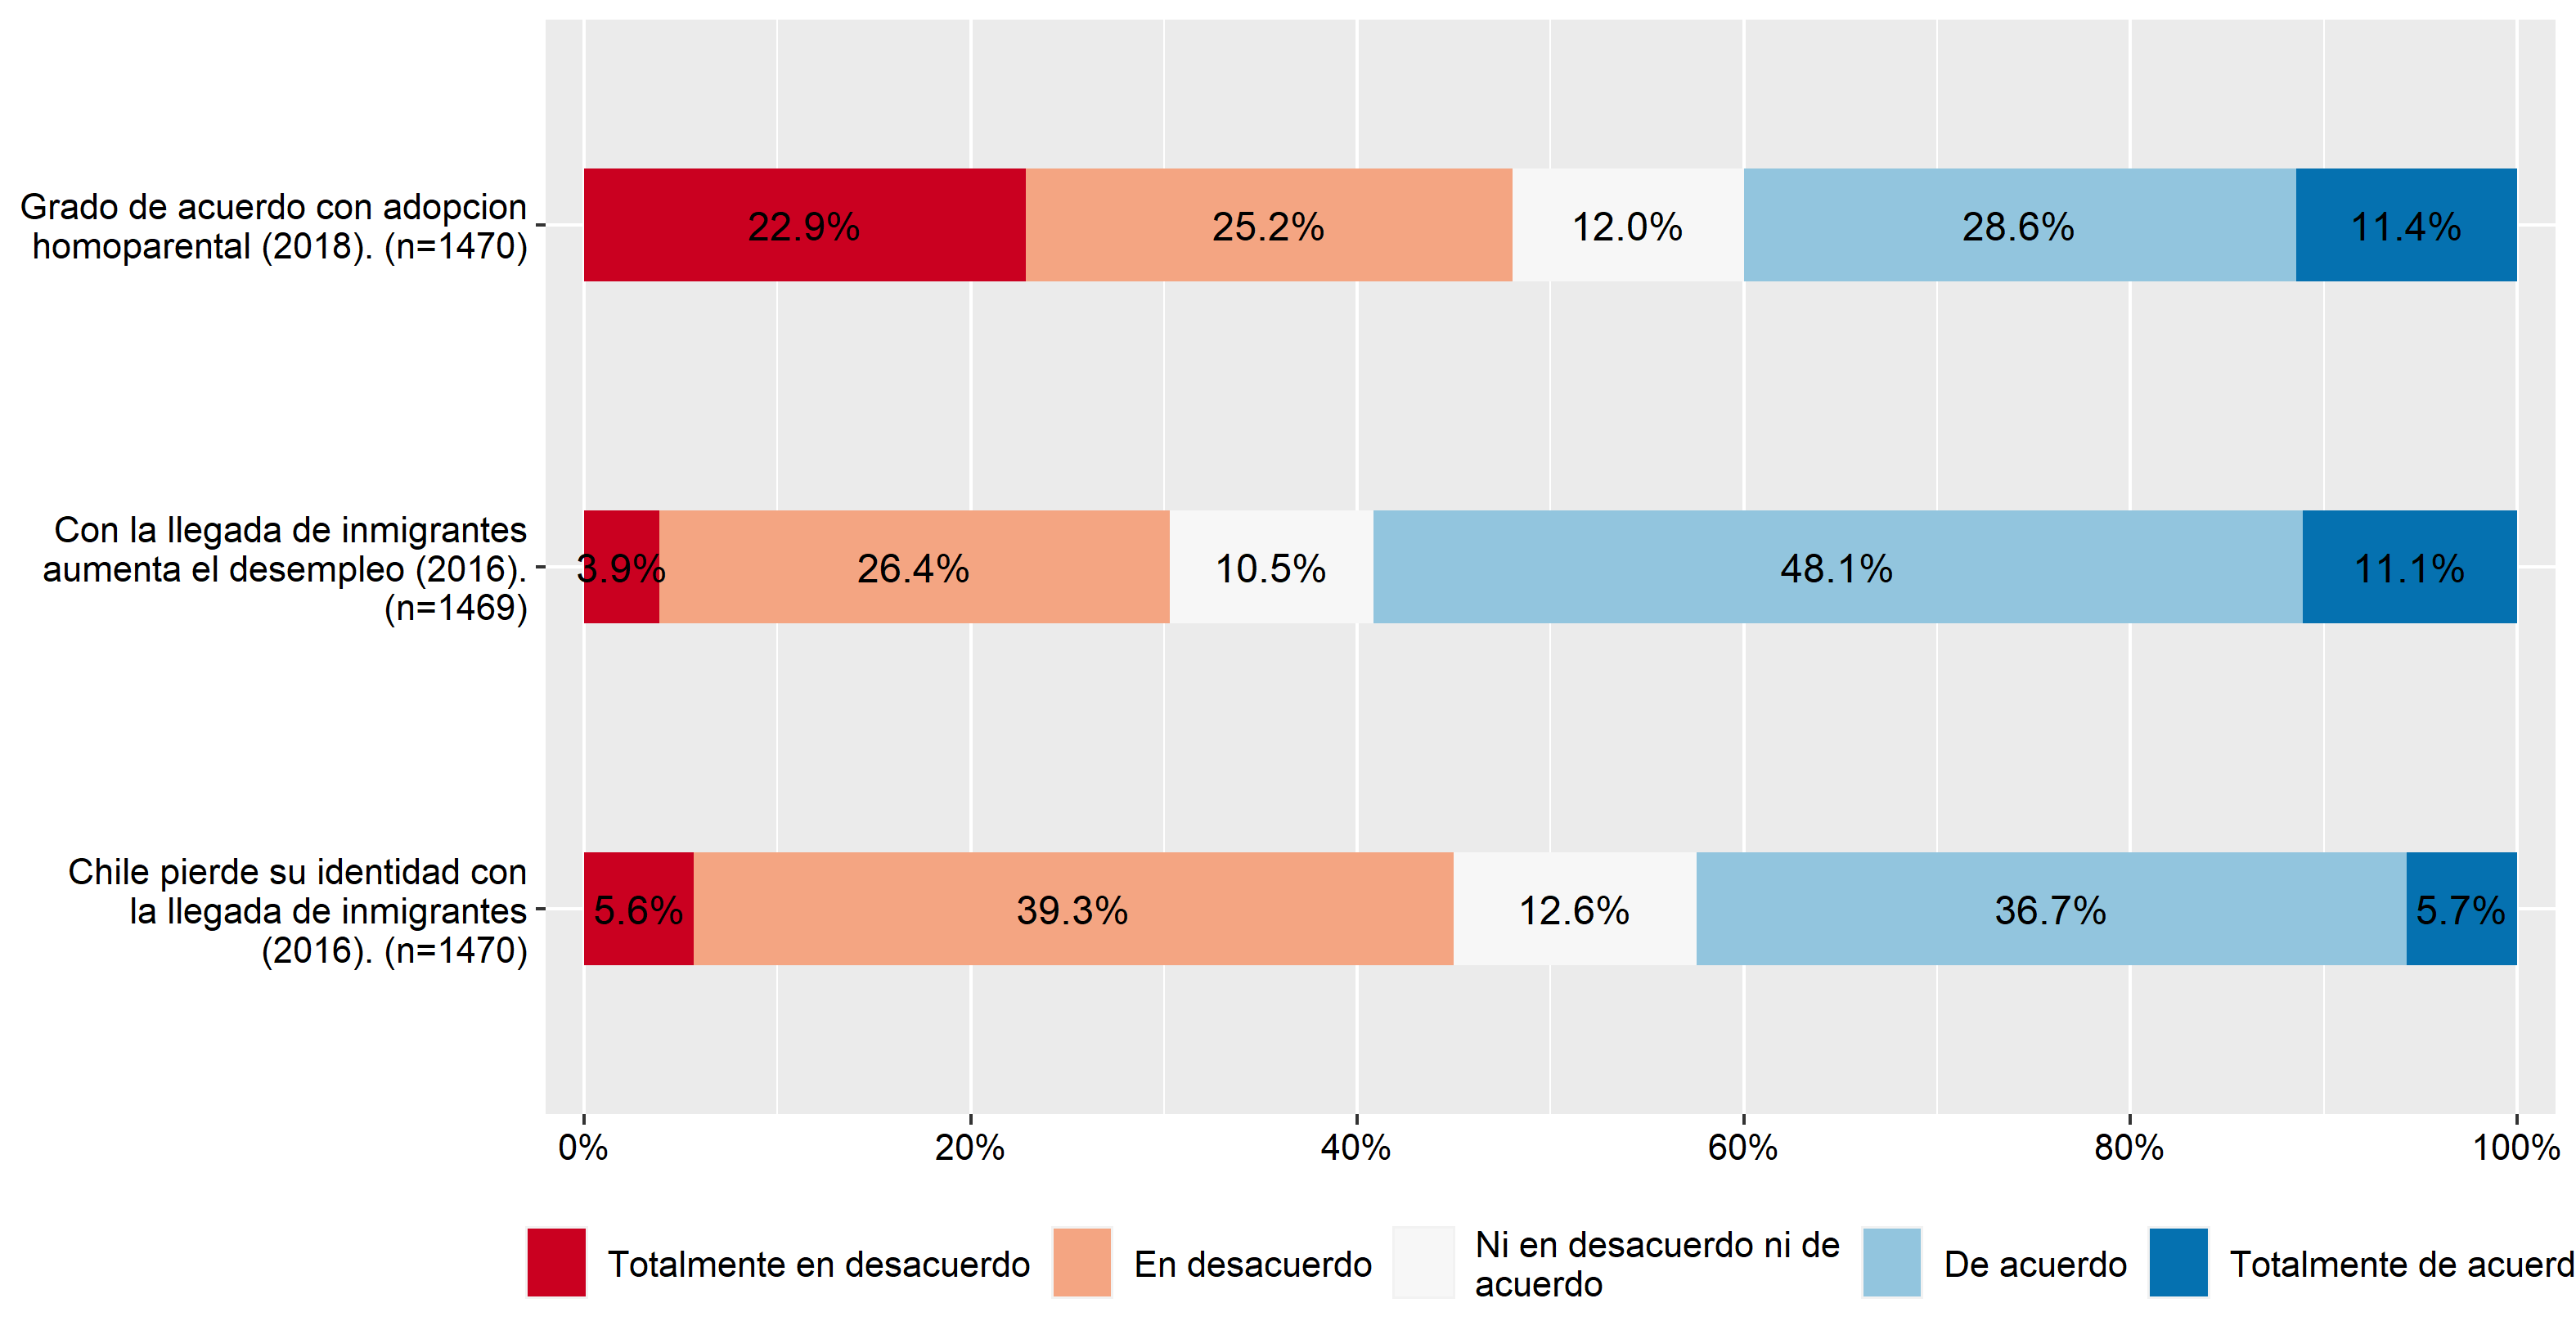 Grado de acuerdo con adopcion
homoparental (2018). (n=1470)
22.9%
25.2%
12.0%
28.6%
11.4%
Con la llegada de inmigrantes
aumenta el desempleo (2016).
(n=1469)
3.9%
26.4%
10.5%
48.1%
11.1%
Chile pierde su identidad con
la llegada de inmigrantes
(2016). (n=1470)
5.6%
39.3%
12.6%
36.7%
5.7%
0%
20%
40%
60%
80%
100%
Totalmente en desacuerdo
En desacuerdo
Ni en desacuerdo ni de
acuerdo
De acuerdo
Totalmente de acuerd